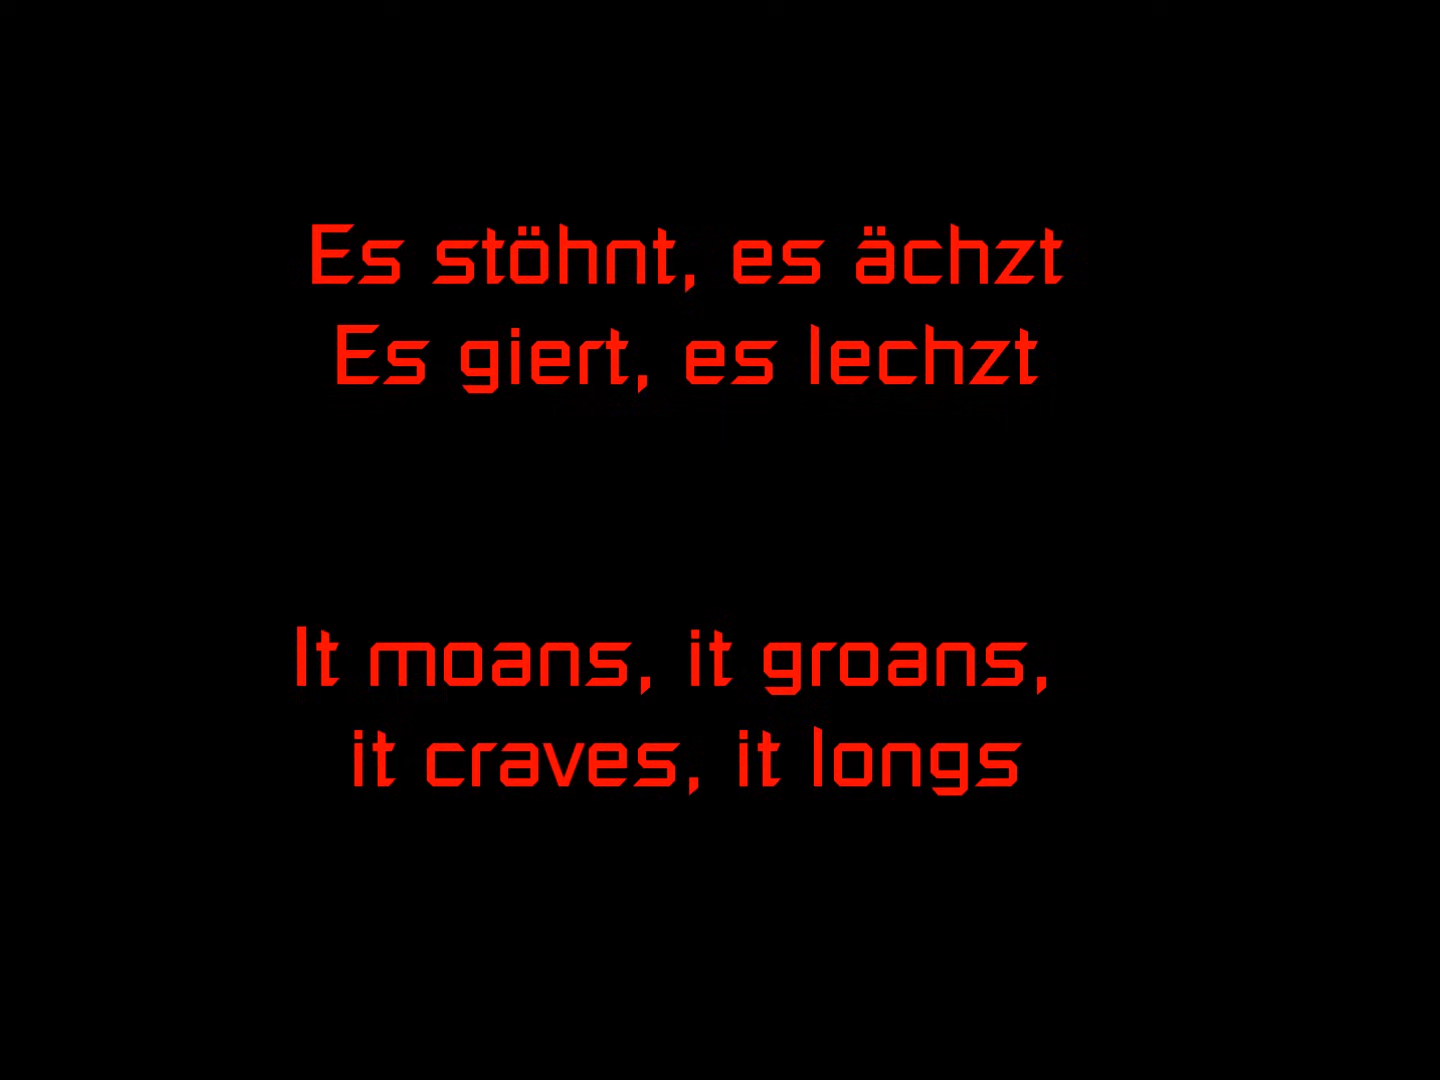 Es stöhnt, es ächzt
Es giert, es lechzt
It moans, it groans,
it craves, it longs